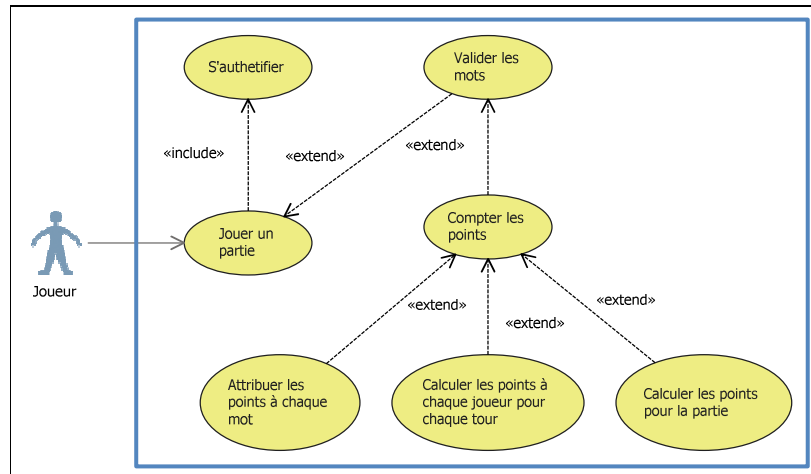 S'authetifier
Valider les
mots
«include»
«extend»
«extend»
Jouer un
partie
Compter les
points
Joueur
«extend»
«extend»
«extend»
Attribuer les
points à chaque
mot
Calculer les points à
chaque joueur pour
chaque tour
Calculer les points
pour la partie